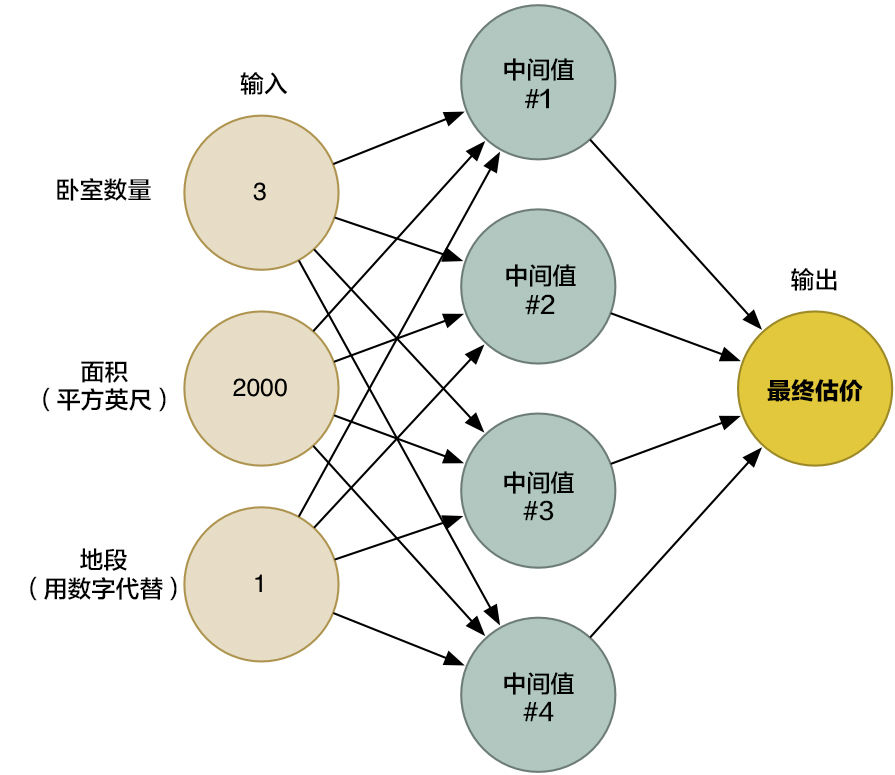 输入
卧室数量
3
面积
（平方英尺）
2000
地段
（用数字代替）
1
中间值
#1
中间值
#2
中间值
#3
中间值
#4
输出
最终估价